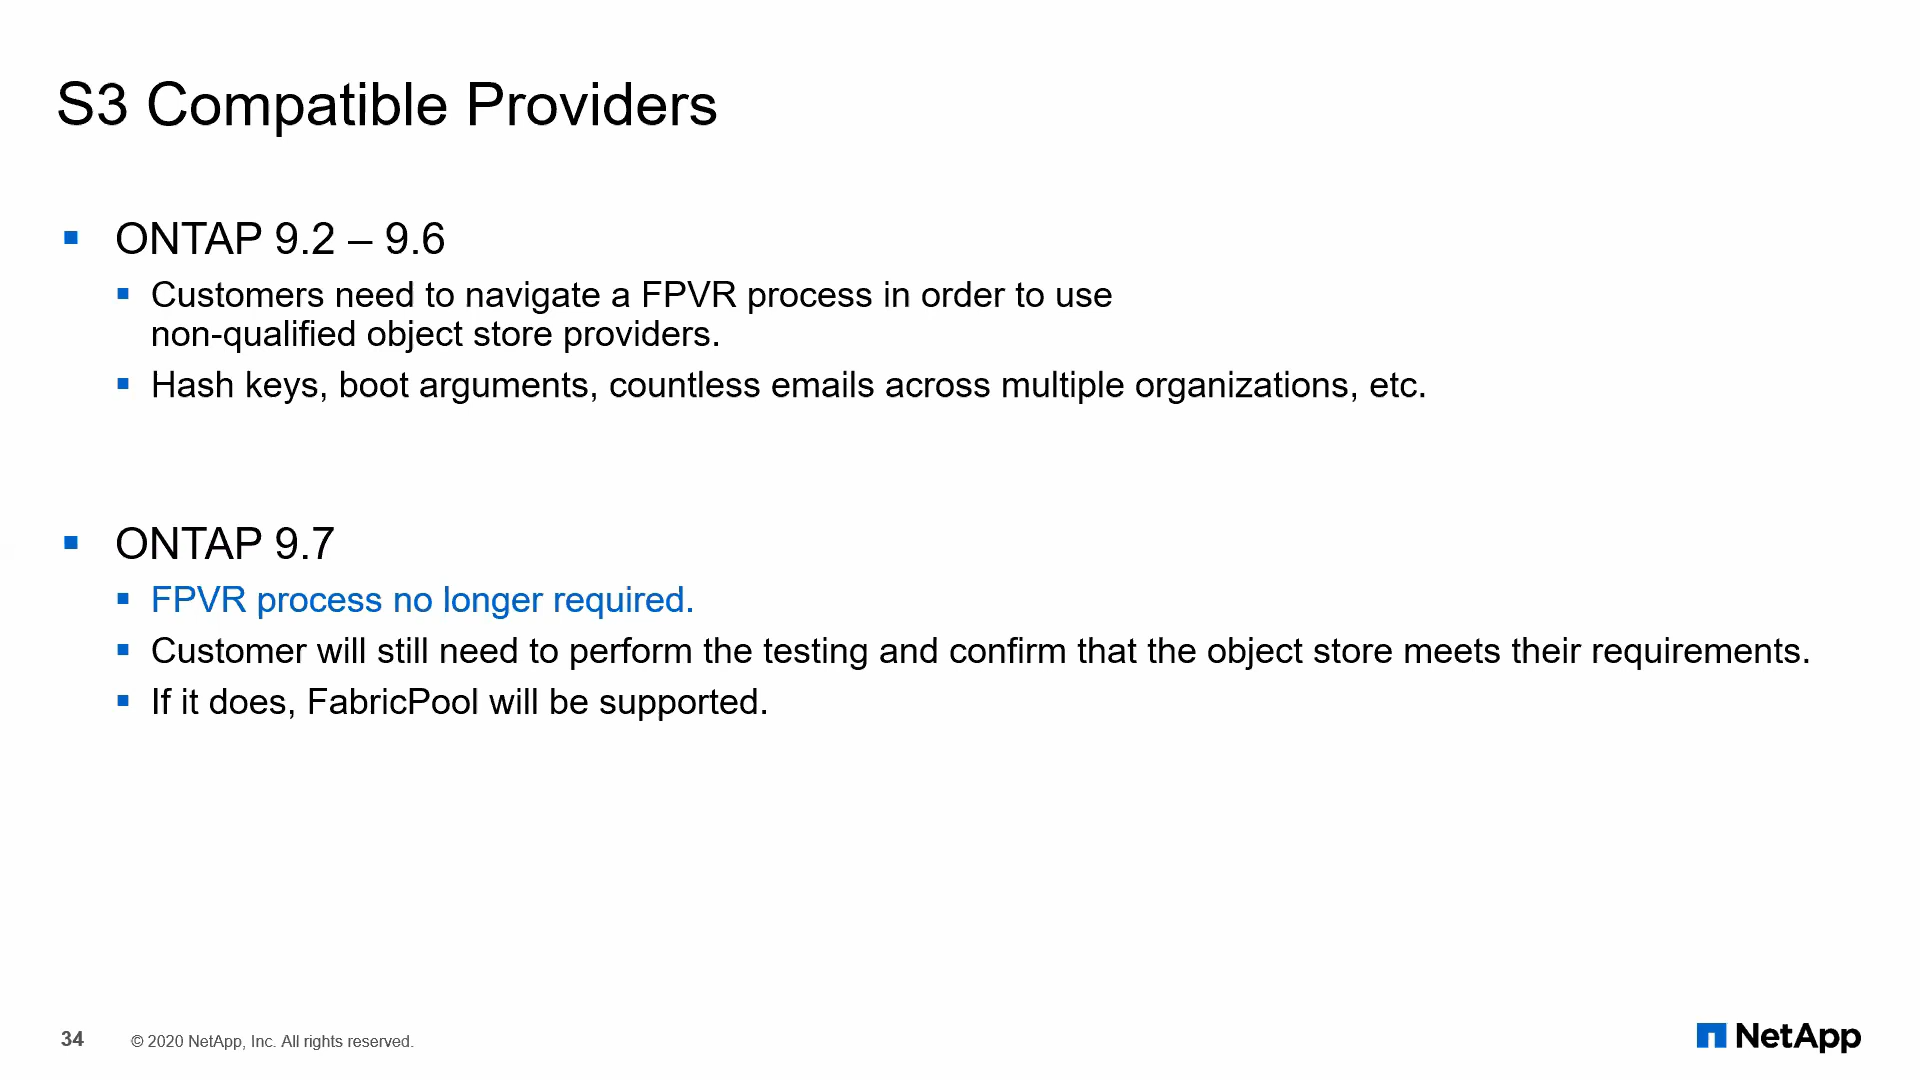 S3 Compatible Providers
ONTAP 9.2 – 9.6
Customers need to navigate a FPVR process in order to use
non-qualified object store providers.
Hash keys, boot arguments, countless emails across multiple organizations, etc.
ONTAP 9.7
FPVR process no longer required.
Customer will still need to perform the testing and confirm that the object store meets their requirements.
If it does, FabricPool will be supported.
34 © 2020 NetApp, Inc. All rights reserved.
NetApp